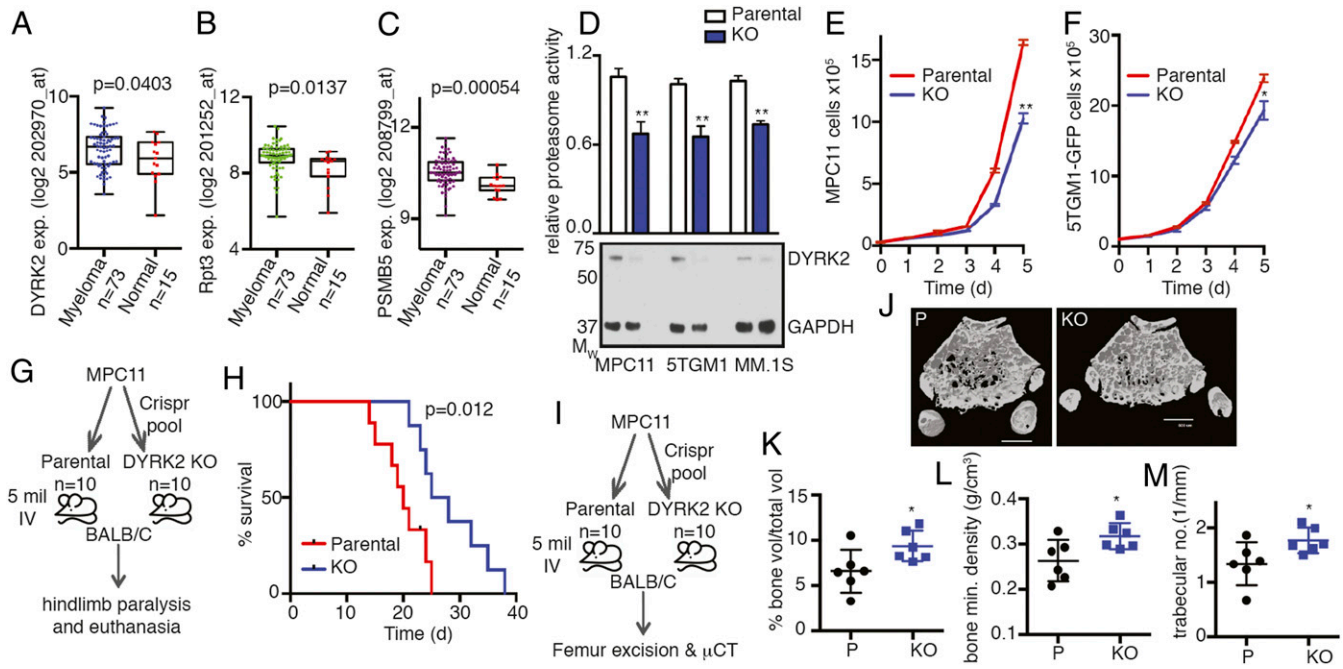 A
DYRK2 exp. (log2 202970_at)
p=0.0403
10
5
0
Myeloma
n=73
Normal
n=15
B
Rpt3 exp. (log2 201252_at)
p=0.0137
12
8
4
Myeloma
n=73
Normal
n=15
C
PSMB5 exp. (log2 208799_at)
p=0.00054
11
9
Myeloma
n=73
Normal
n=15
D
Parental
KO
relative proteasome activity
1.2
0.6
0.0
**
**
**
75
50
37
Mw
DYRK2
GAPDH
MPC11 5TGM1 MM.1S
E
MPC11 cells x10⁵
Parental
KO
15
10
5
0
**
0 1 2 3 4 5
Time (d)
F
5TGM1-GFP cells x10⁵
Parental
KO
30
20
10
0
*
0 1 2 3 4 5
Time (d)
G
MPC11
Crispr
pool
Parental DYRK2 KO
n=10 n=10
5 mil
IV
BALB/C
hindlimb paralysis
and euthanasia
H
% survival
p=0.012
100
50
0
Parental
KO
0 20 40
Time (d)
I
MPC11
Crispr
pool
Parental DYRK2 KO
n=10 n=10
5 mil
IV
BALB/C
Femur excision & μCT
J
P
KO
K
% bone vol/total vol
15
10
5
0
*
P KO
L
bone min. density (g/cm³)
0.4
0.3
0.2
0.1
*
P KO
M
trabecular no.(1/mm)
2
1
0
*
P KO